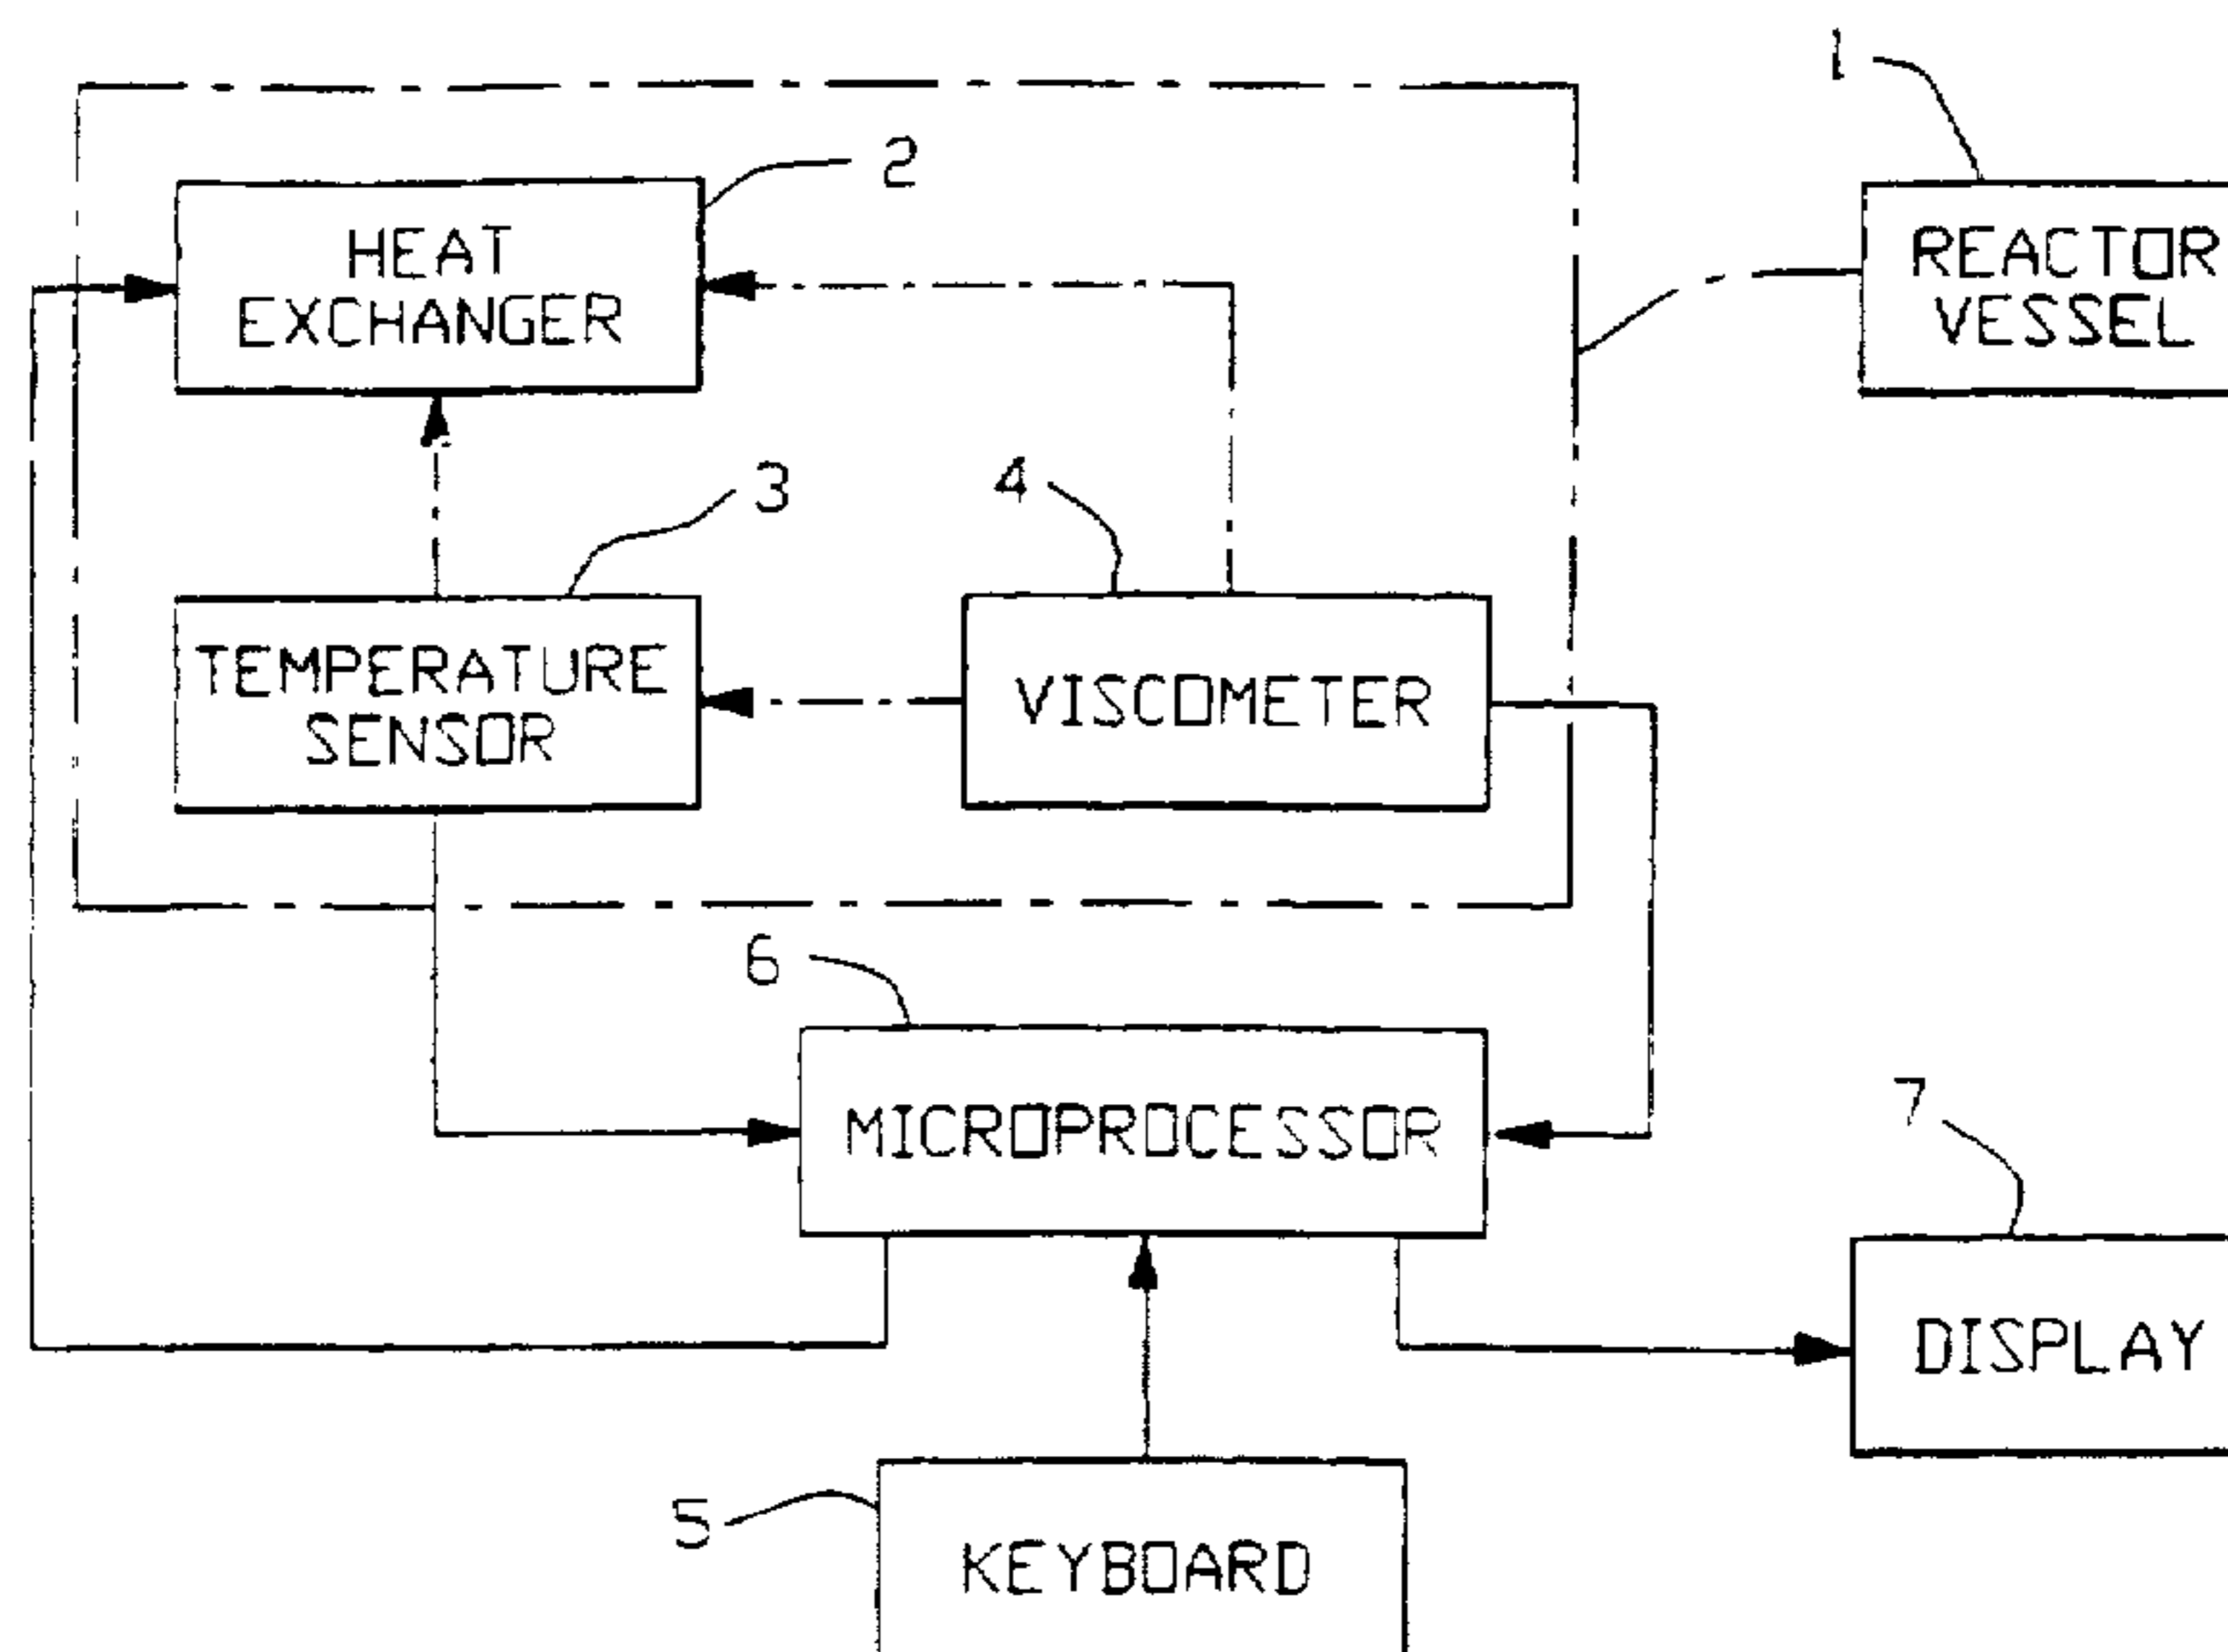 1
2
HEAT
EXCHANGER
REACTOR
VESSEL
3
4
TEMPERATURE
SENSOR
VISCOMETER
6
MICROPROCESSOR
7
DISPLAY
5
KEYBOARD